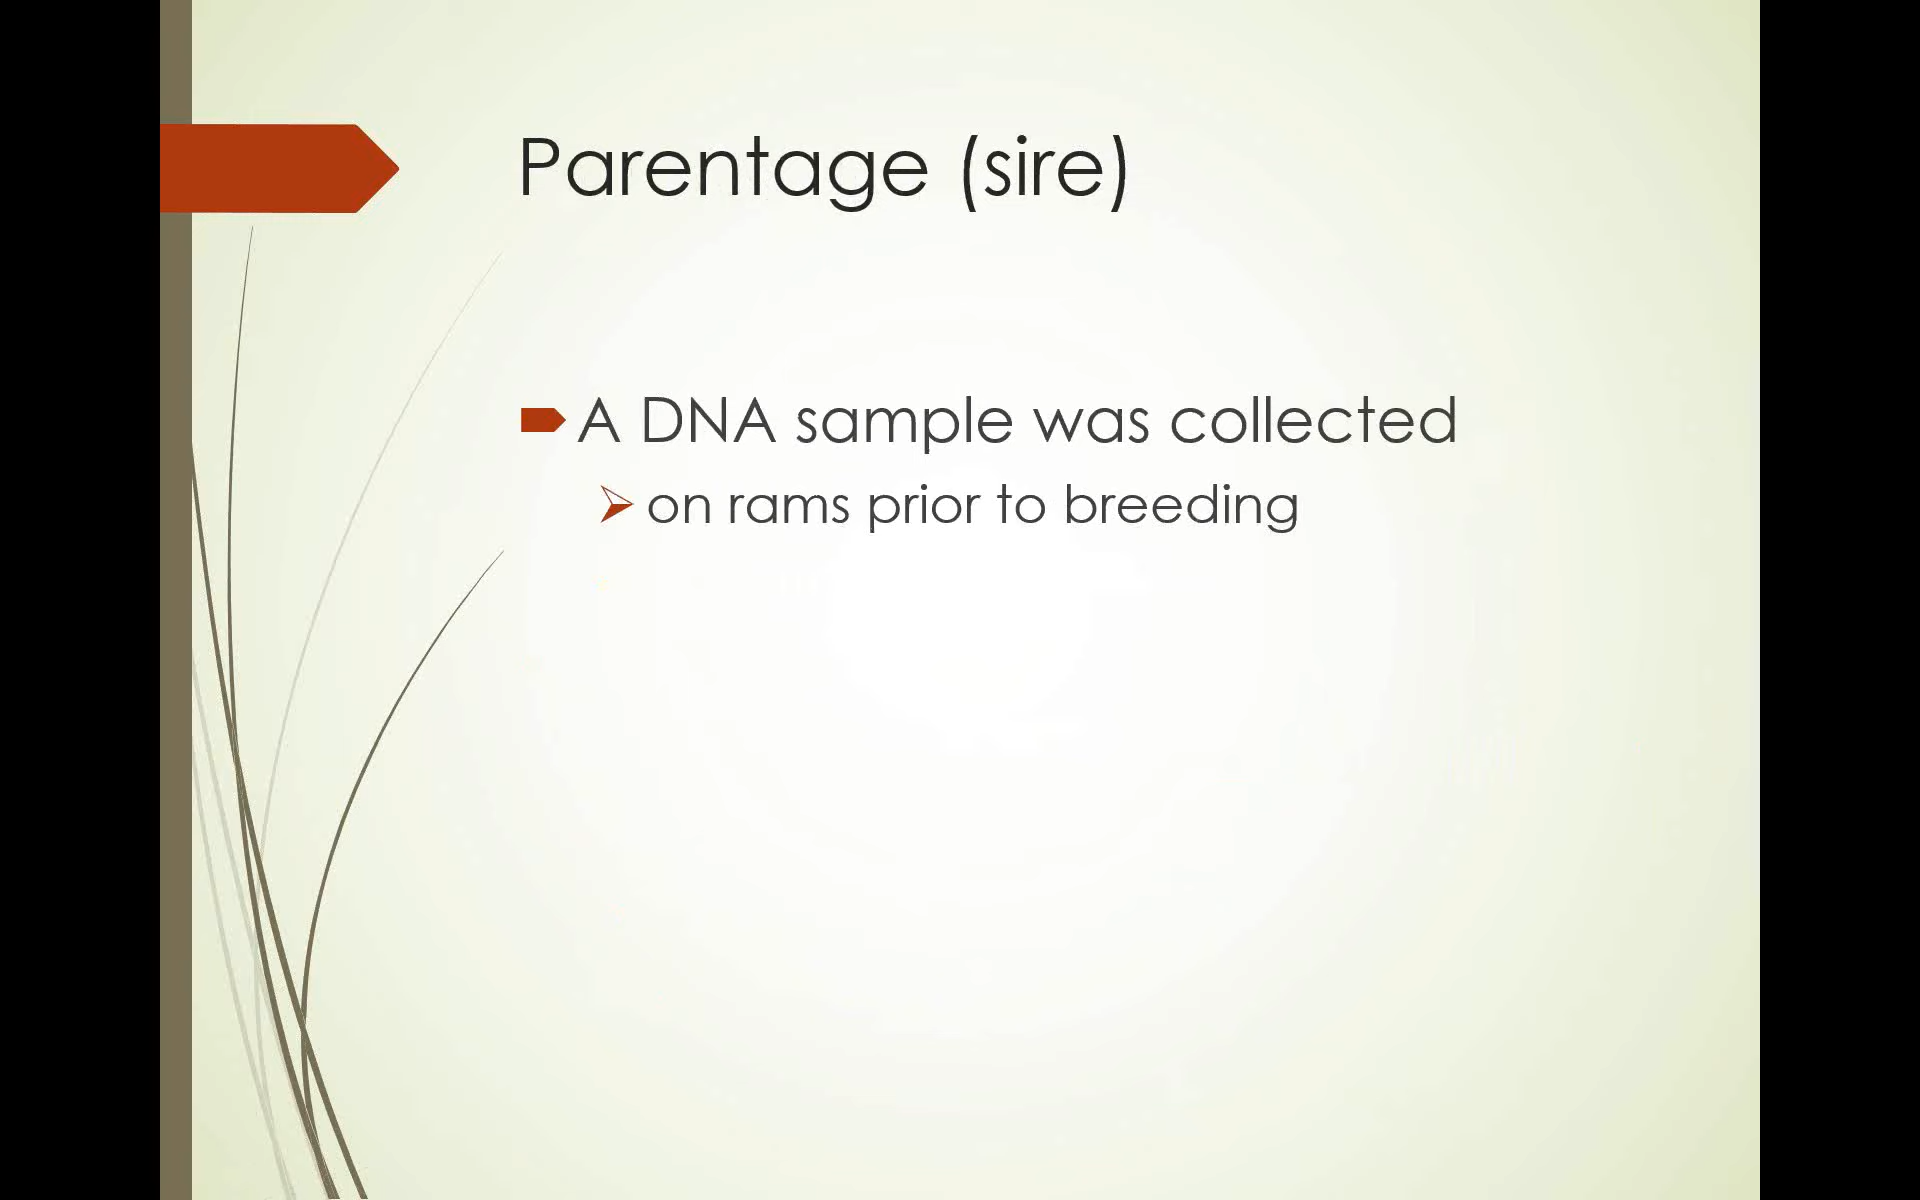 Parentage (sire)
A DNA sample was collected
on rams prior to breeding